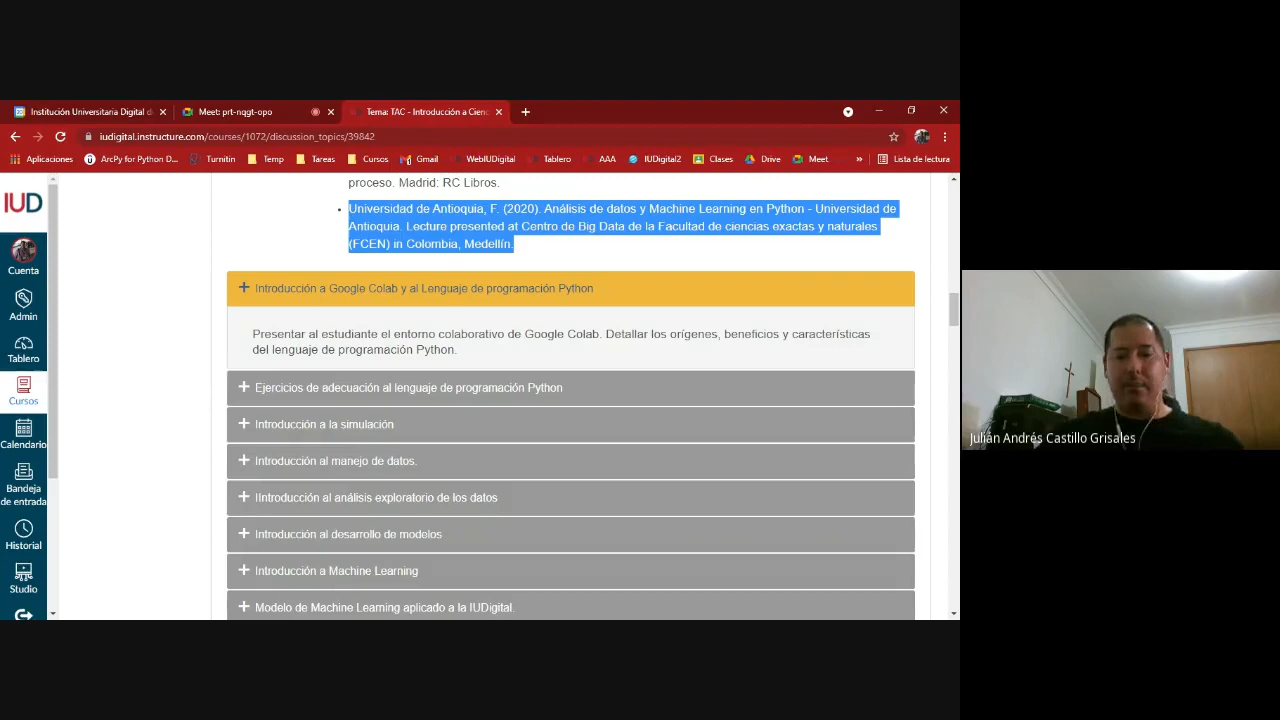 Institución Universitaria Digital d
Meet: prt-nqgt-opo
Tema: TAC - Introducción a Cienc
iudigital.instructure.com/courses/1072/discussion_topics/39842
Aplicaciones
ArcPy for Python D...
Turnitin
Temp
Tareas
Cursos
Gmail
WebIUDigital
Tablero
AAA
IUDigital2
Clases
Drive
Meet
»
Lista de lectura
IUD
Cuenta
Admin
Tablero
Cursos
Calendario
Bandeja
de entrada
Historial
Studio
proceso. Madrid: RC Libros.
• Universidad de Antioquia, F. (2020). Análisis de datos y Machine Learning en Python - Universidad de
Antioquia. Lecture presented at Centro de Big Data de la Facultad de ciencias exactas y naturales
(FCEN) in Colombia, Medellín.
Introducción a Google Colab y al Lenguaje de programación Python
Presentar al estudiante el entorno colaborativo de Google Colab. Detallar los orígenes, beneficios y características
del lenguaje de programación Python.
Ejercicios de adecuación al lenguaje de programación Python
Introducción a la simulación
Introducción al manejo de datos.
IIntroducción al análisis exploratorio de los datos
Introducción al desarrollo de modelos
Introducción a Machine Learning
Modelo de Machine Learning aplicado a la IUDigital.
Julián Andrés Castillo Grisales